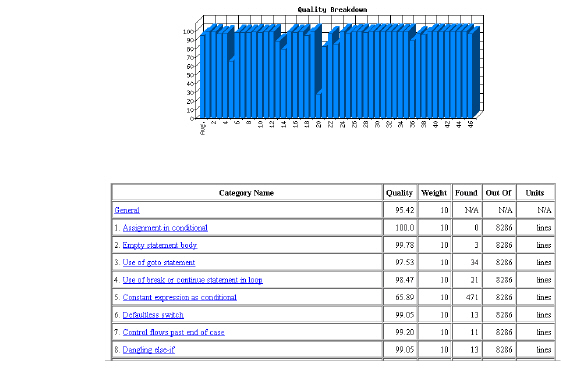 Quality Breakdown
100
90
80
70
60
50
40
30
20
10
0
Avg. 2 4 6 8 10 12 14 16 18 20 22 24 26 28 30 32 34 36 38 40 42 44 46
Category Name Quality Weight Found Out Of Units
General 95.42 10 N/A N/A N/A
1. Assignment in conditional 100.0 10 0 8286 lines
2. Empty statement body 99.78 10 3 8286 lines
3. Use of goto statement 97.53 10 34 8286 lines
4. Use of break or continue statement in loop 98.47 10 21 8286 lines
5. Constant expression as conditional 65.89 10 471 8286 lines
6. Defaultless switch 99.05 10 13 8286 lines
7. Control flows past end of case 99.20 10 11 8286 lines
8. Dangling else-if 99.05 10 13 8286 lines